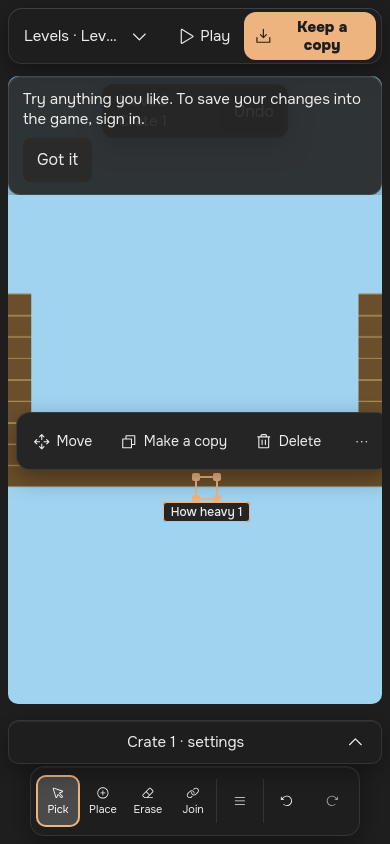 Levels · Lev...
Play
Keep a
copy
Try anything you like. To save your changes into
the game, sign in.
Undo
Got it
Move
Make a copy
Delete
...
How heavy 1
Crate 1 · settings
Pick
Place
Erase
Join